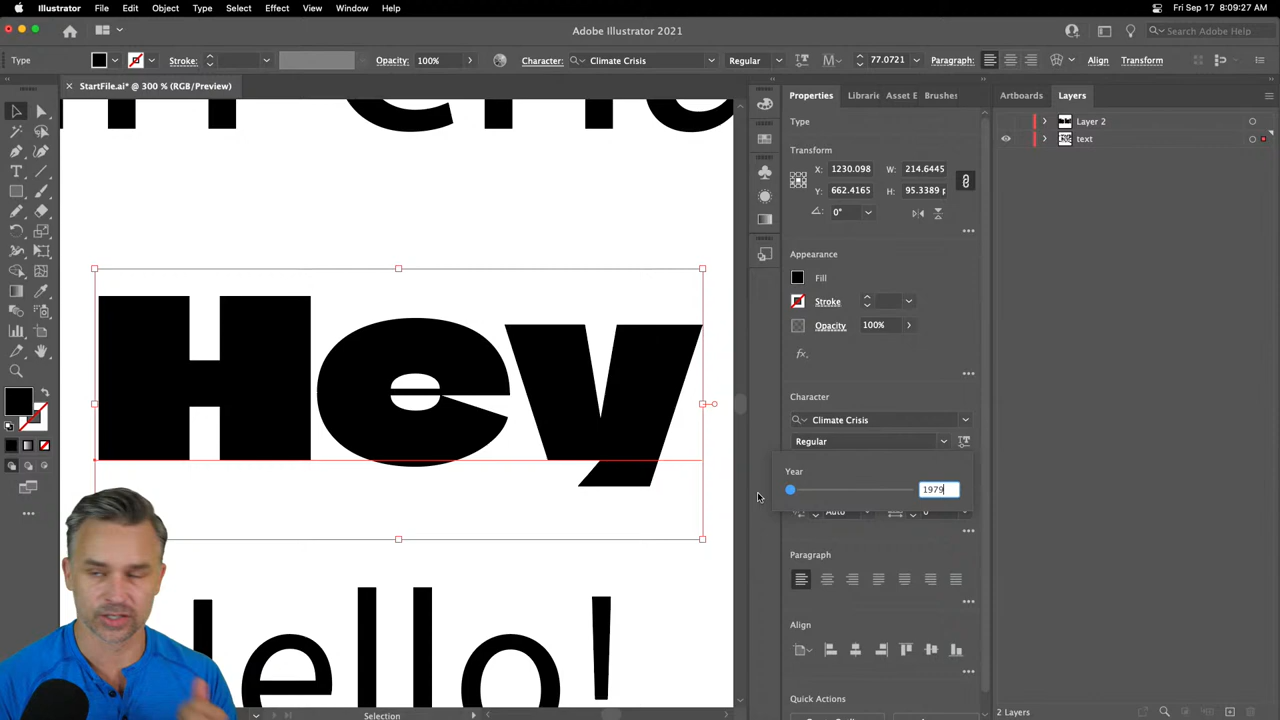 Illustrator File Edit Object Type Select Effect View Window Help Fri Sep 17 8:09:27 AM
Adobe Illustrator 2021 Search Adobe Help
Type Stroke: Opacity: 100% Character: Climate Crisis Regular 77.0721 Paragraph: Align Transform
StartFile.ai* @ 300 % (RGB/Preview)
Properties Librarie Asset E Brushes Artboards Layers
Type
Layer 2
text
Transform
X: 1230.098 W: 214.6445
Y: 662.4165 H: 95.3389 p
0°
Appearance
Fill
Stroke
Opacity 100%
fx.
Hey
Character
Climate Crisis
Regular
Year
1979
Auto 0
Paragraph
ello!
Align
Quick Actions
Selection 2 Layers